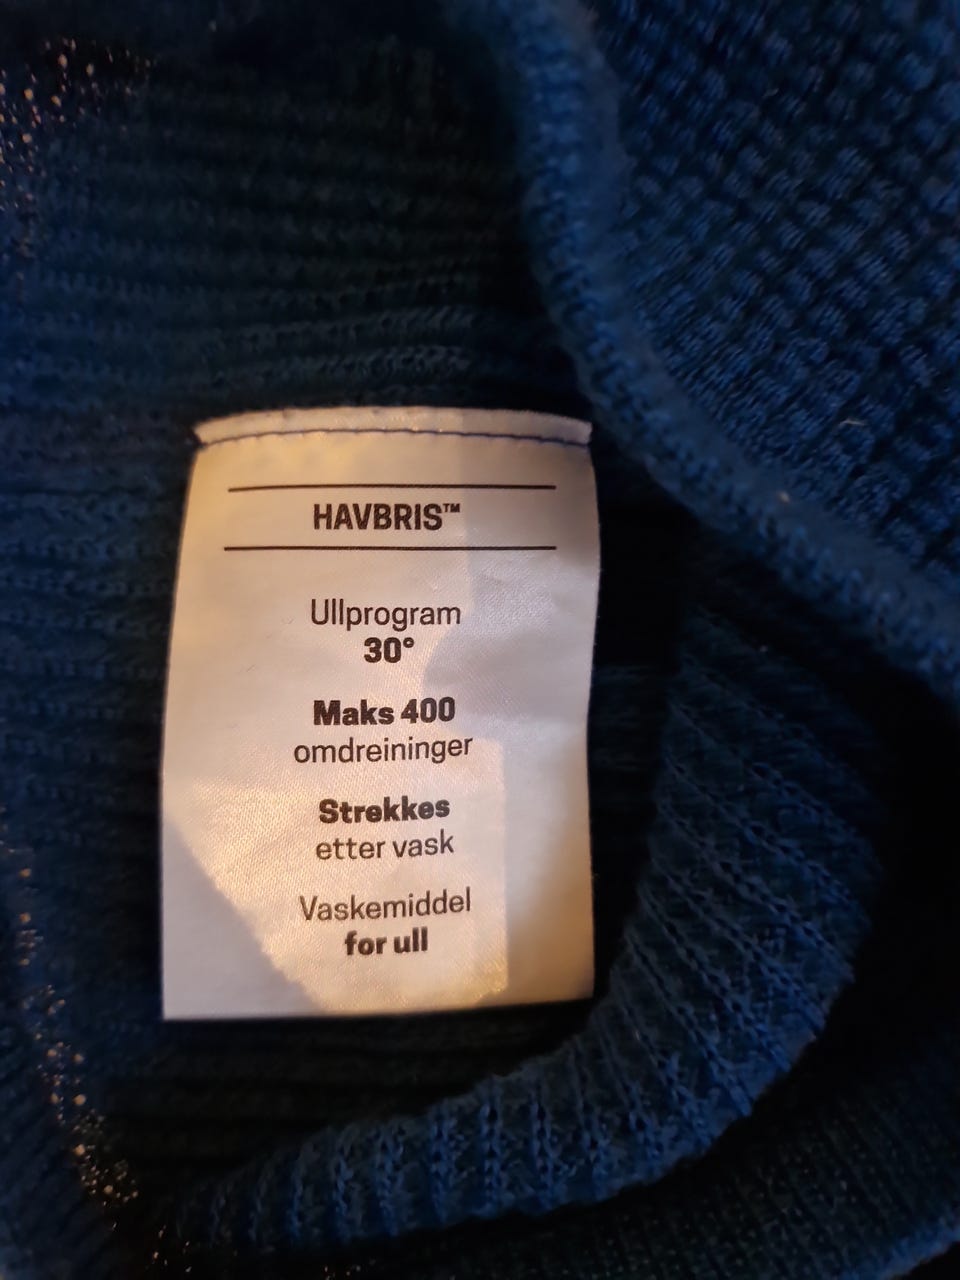 HAVBRIS™
Ullprogram
30°
Maks 400
omdreininger
Strekkes
etter vask
Vaskemiddel
for ull